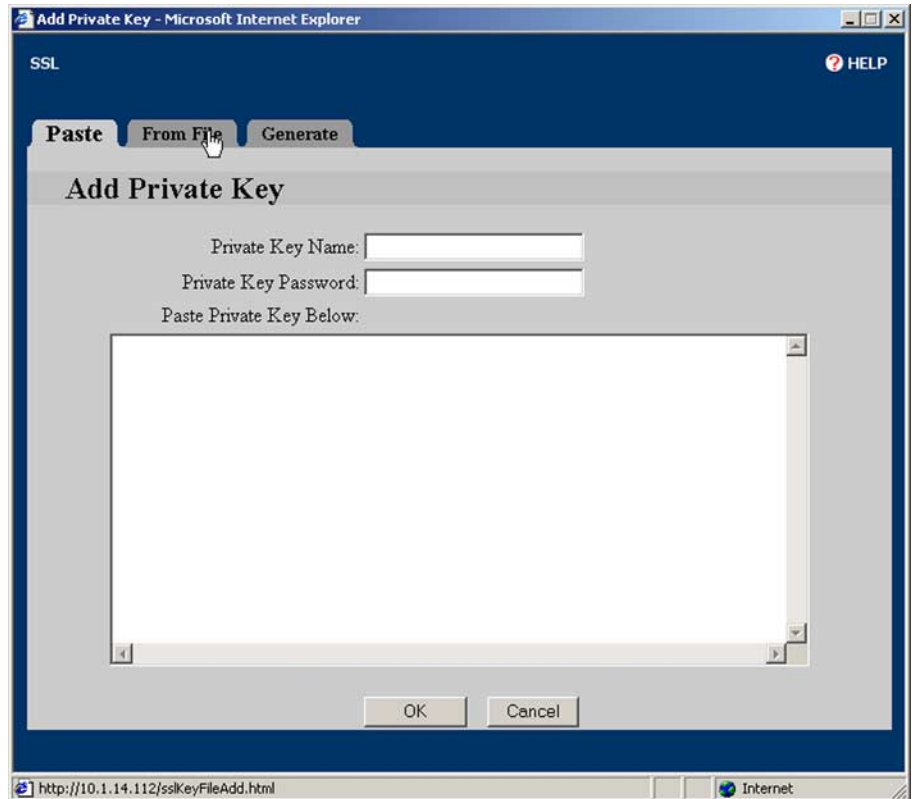 Add Private Key - Microsoft Internet Explorer
SSL
HELP
Paste
From File
Generate
Add Private Key
Private Key Name:
Private Key Password:
Paste Private Key Below:
OK
Cancel
http://10.1.14.112/sslKeyFileAdd.html
Internet